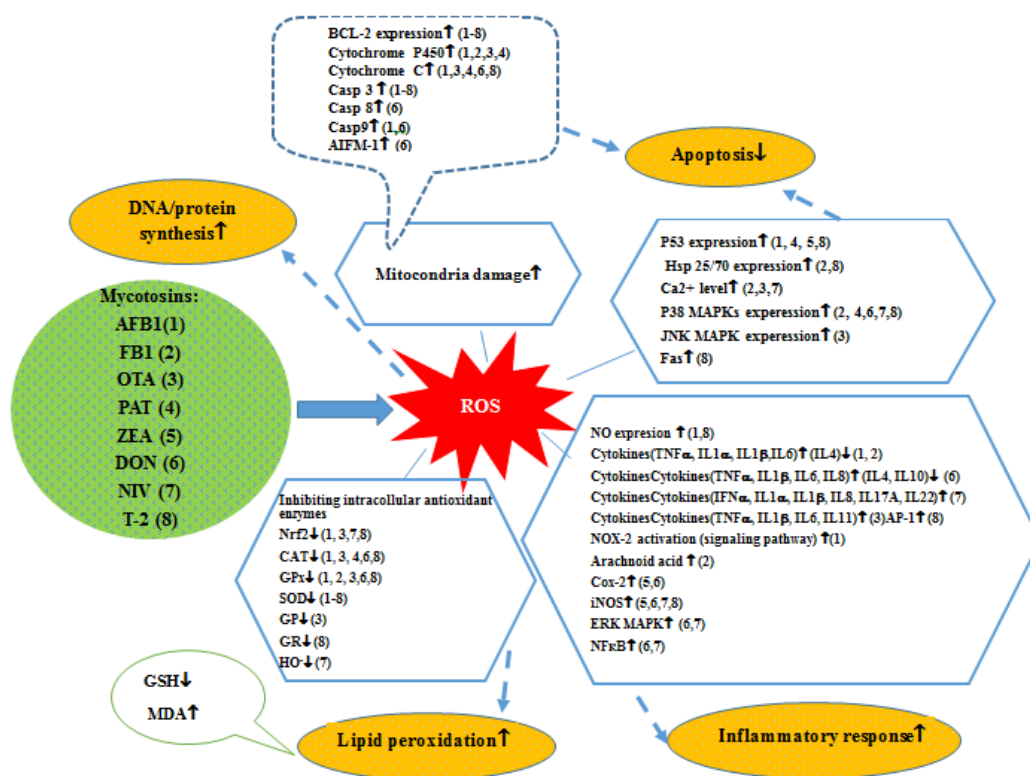 BCL-2 expression↑ (1-8)
Cytochrome P450↑ (1,2,3,4)
Cytochrome C↑ (1,3,4,6,8)
Casp 3↑ (1-8)
Casp 8↑ (6)
Casp9↑ (1,6)
AIFM-1↑ (6)
Apoptosis↓
DNA/protein
synthesis↑
Mitocondria damage↑
P53 expression↑ (1, 4, 5,8)
Hsp 25/70 expression↑ (2,8)
Ca2+ level↑ (2,3,7)
P38 MAPKs experession↑ (2, 4,6,7,8)
JNK MAPK experession↑ (3)
Fas↑ (8)
Mycotosins:
AFB1(1)
FB1 (2)
OTA (3)
PAT (4)
ZEA (5)
DON (6)
NIV (7)
T-2 (8)
ROS
NO expresion ↑ (1,8)
Cytokines(TNFα, IL1α, IL1β,IL6)↑ (IL4)↓ (1, 2)
CytokinesCytokines(TNFα, IL1β, IL6, IL8)↑ (IL4, IL10)↓ (6)
CytokinesCytokines(IFNα, IL1α, IL1β, IL8, IL17A, IL22)↑ (7)
CytokinesCytokines(TNFα, IL1β, IL6, IL11)↑ (3)AP-1↑ (8)
NOX-2 activation (signaling pathway) ↑(1)
Arachnoid acid ↑ (2)
Cox-2↑ (5,6)
iNOS↑ (5,6,7,8)
ERK MAPK↑ (6,7)
NFκB↑ (6,7)
Inhibiting intracollular antioxidant
enzymes
Nrf2↓ (1, 3,7,8)
CAT↓ (1, 3, 4,6,8)
GPx↓ (1, 2, 3,6,8)
SOD↓ (1-8)
GP↓ (3)
GR↓ (8)
HO-↓ (7)
GSH↓
MDA↑
Lipid peroxidation↑
Inflammatory response↑